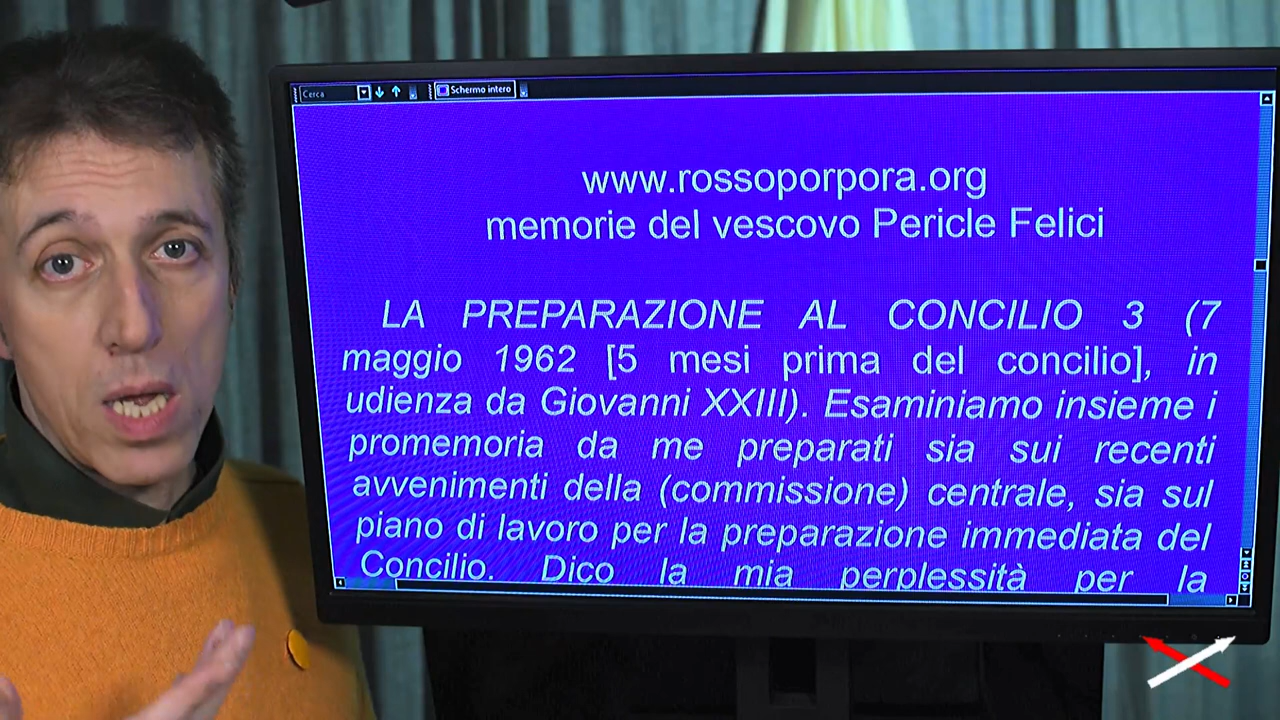 Cerca
Schermo intero
www.rossoporpora.org
memorie del vescovo Pericle Felici
LA PREPARAZIONE AL CONCILIO 3 (7
maggio 1962 [5 mesi prima del concilio], in
udienza da Giovanni XXIII). Esaminiamo insieme i
promemoria da me preparati sia sui recenti
avvenimenti della (commissione) centrale, sia sul
piano di lavoro per la preparazione immediata del
Concilio. Dico la mia perplessità per la